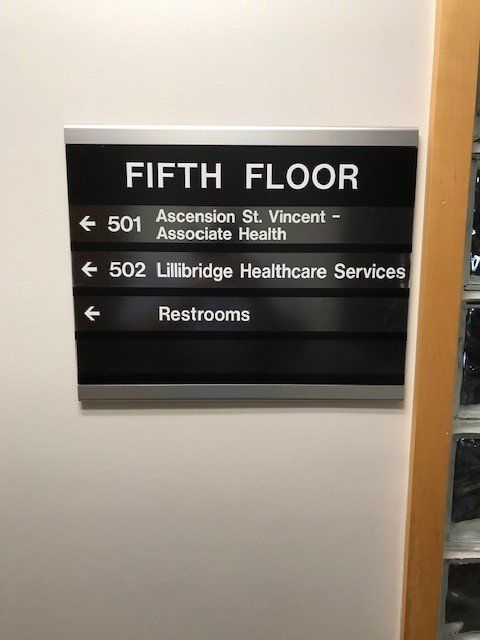 FIFTH FLOOR
← 501 Ascension St. Vincent –
Associate Health
← 502 Lillibridge Healthcare Services
← Restrooms